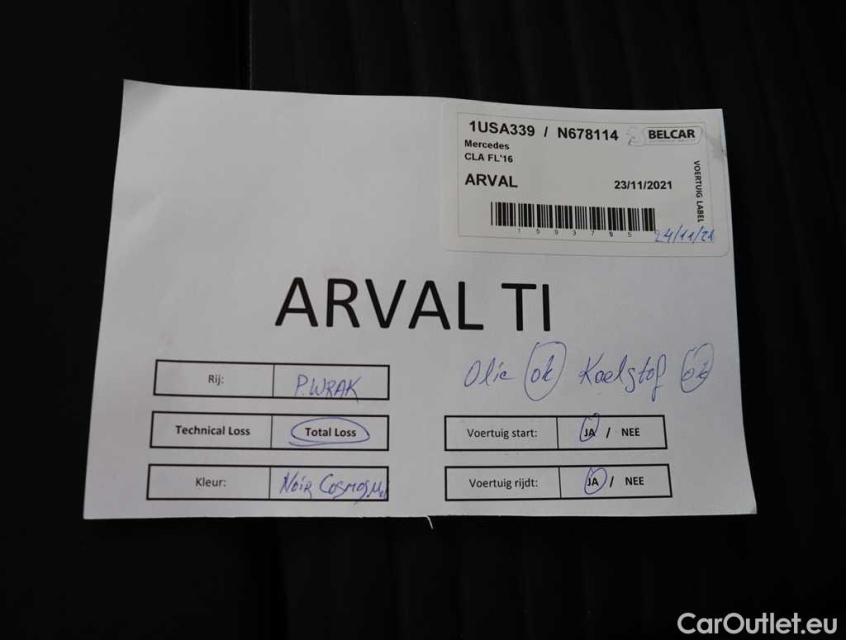 1USA339 / N678114 BELCAR
Mercedes
CLA FL'16
ARVAL 23/11/2021
VOERTUIG LABEL
1593795
24/11/21
ARVAL TI
Olie ok Koelstof ok
Rij: P.WRAK
Technical Loss Total Loss
Voertuig start: JA / NEE
Kleur: Noir Cosmos
Voertuig rijdt: JA / NEE
CarOutlet.eu